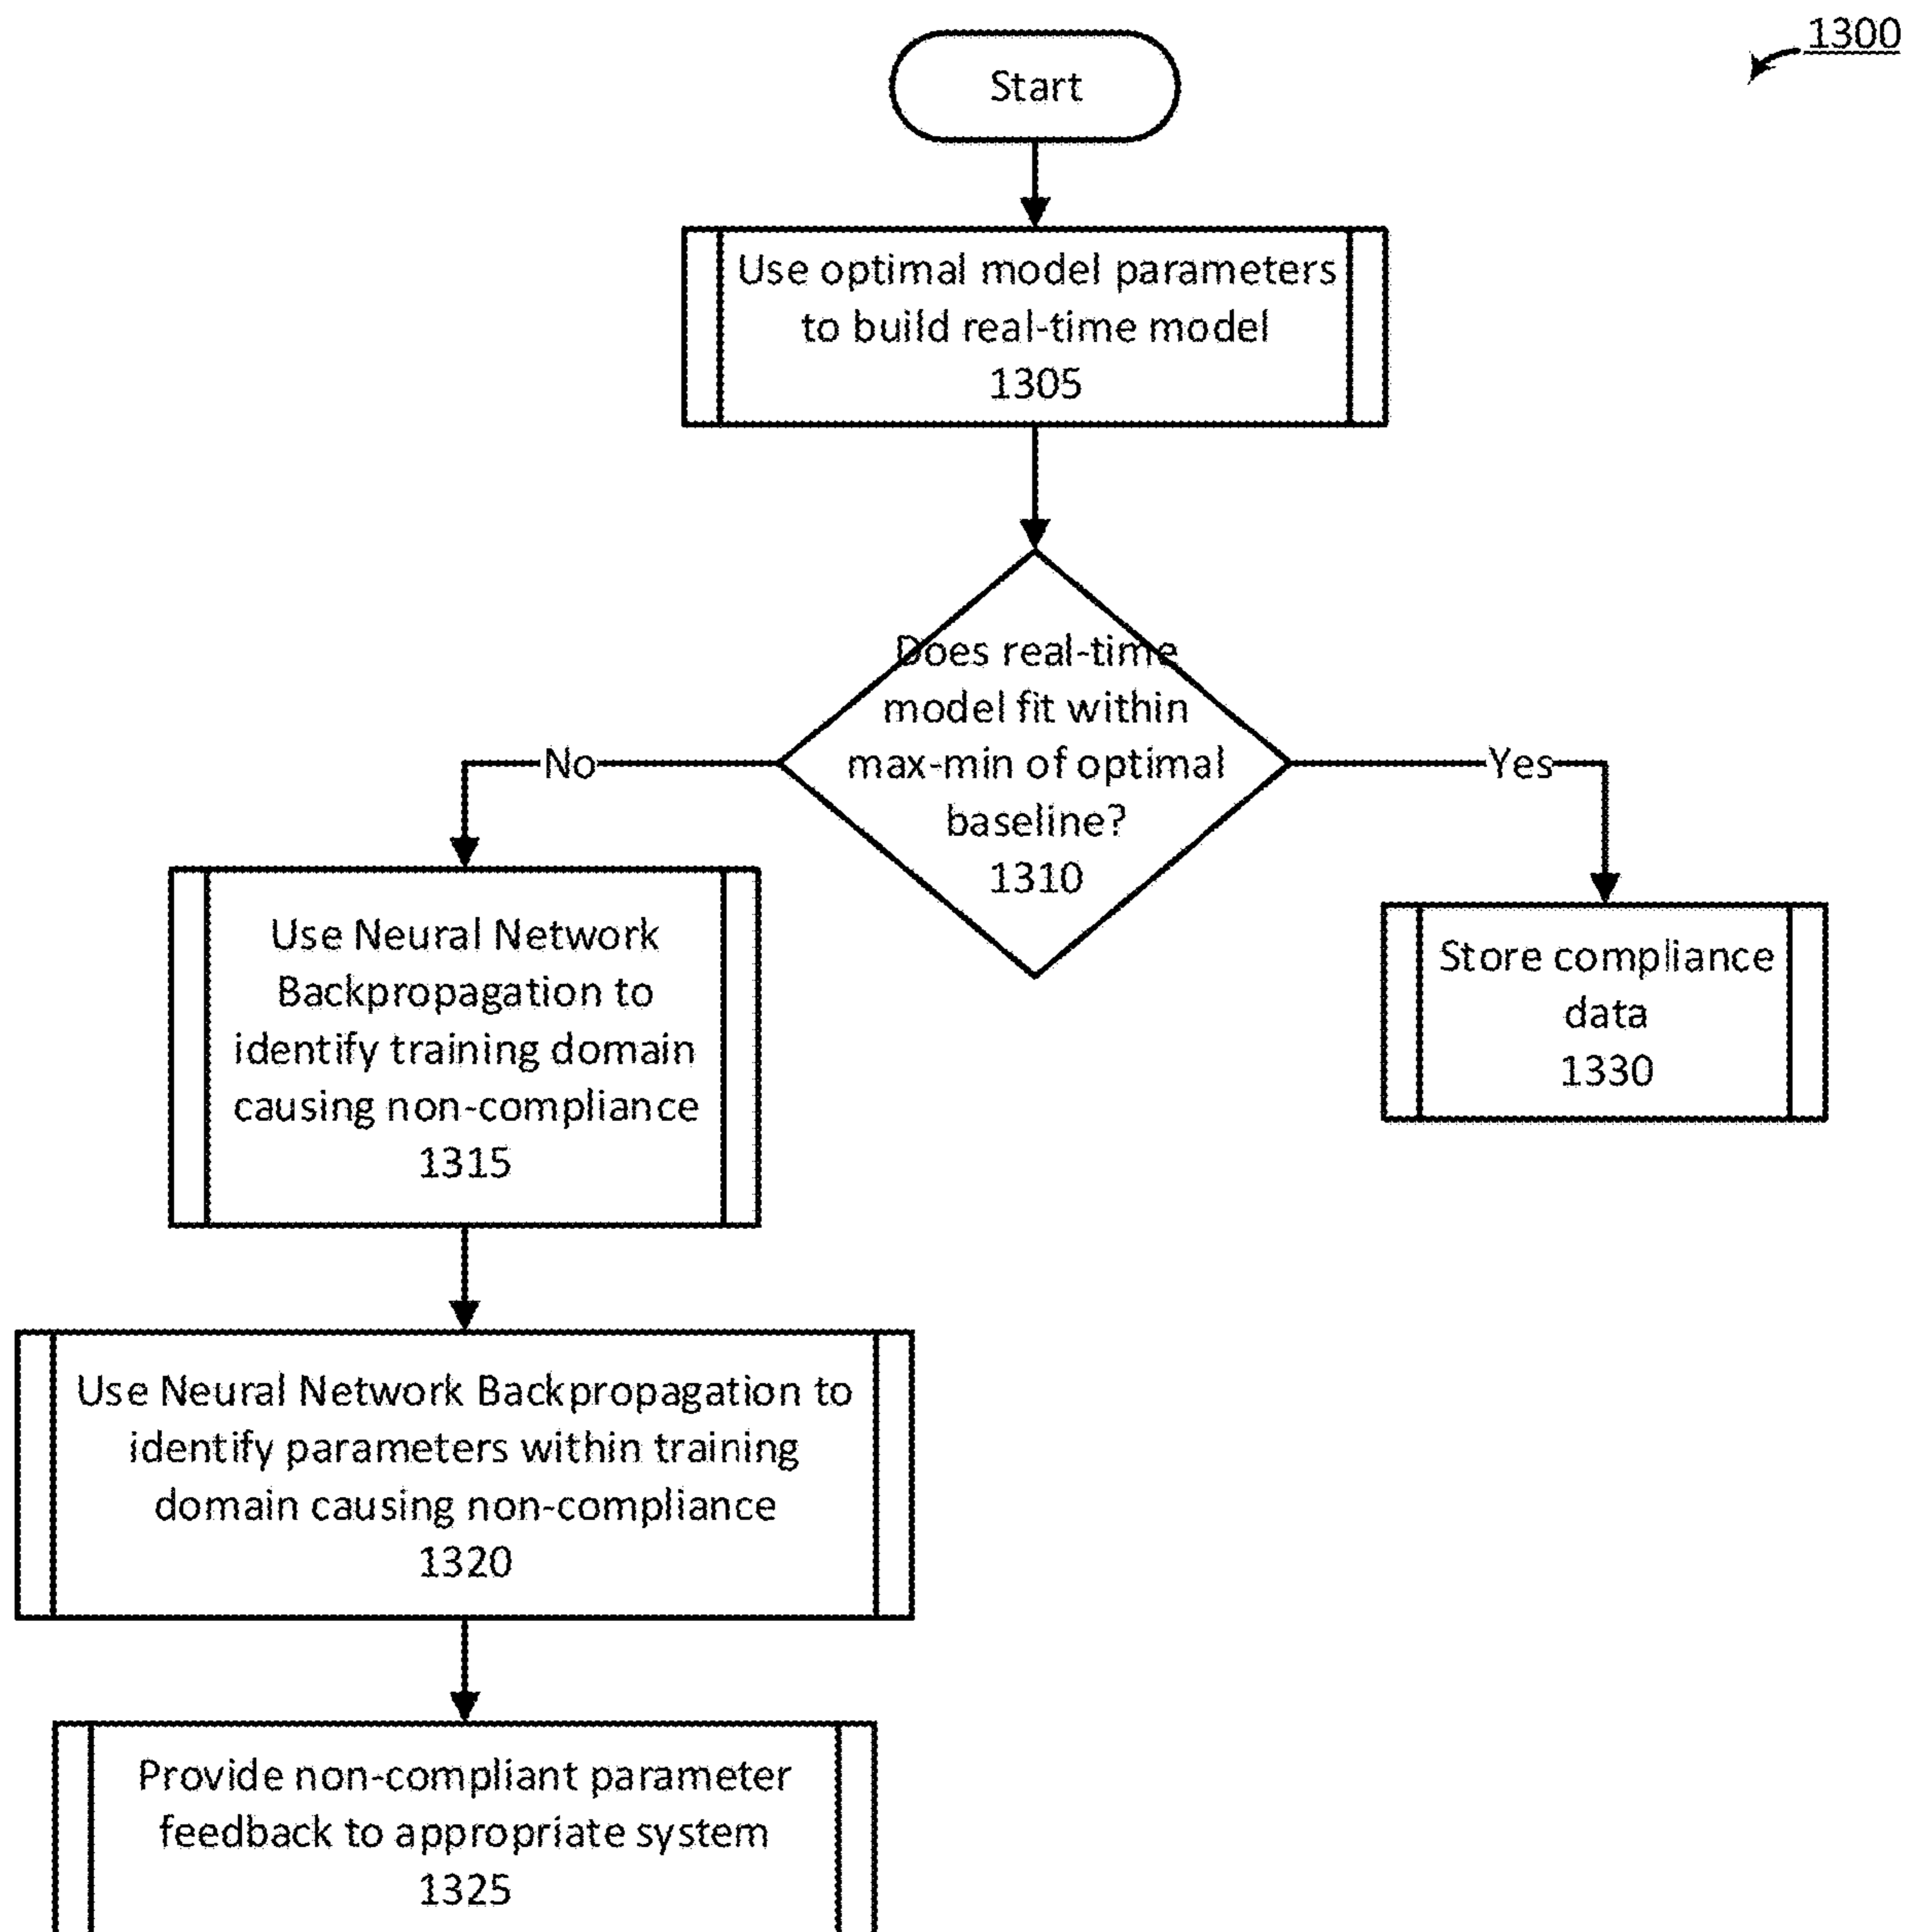 1300
Start
Use optimal model parameters
to build real-time model
1305
Does real-time
model fit within
max-min of optimal
baseline?
1310
No
Yes
Use Neural Network
Backpropagation to
identify training domain
causing non-compliance
1315
Store compliance
data
1330
Use Neural Network Backpropagation to
identify parameters within training
domain causing non-compliance
1320
Provide non-compliant parameter
feedback to appropriate system
1325